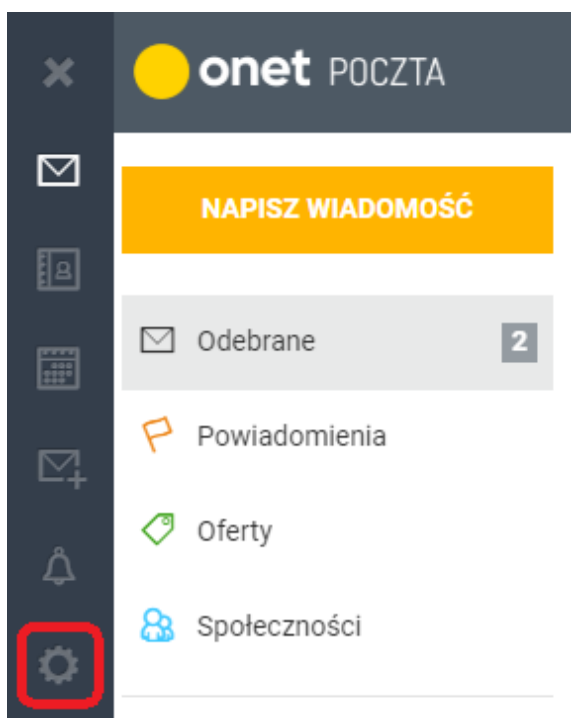 onet POCZTA
NAPISZ WIADOMOŚĆ
Odebrane 2
Powiadomienia
Oferty
Społeczności